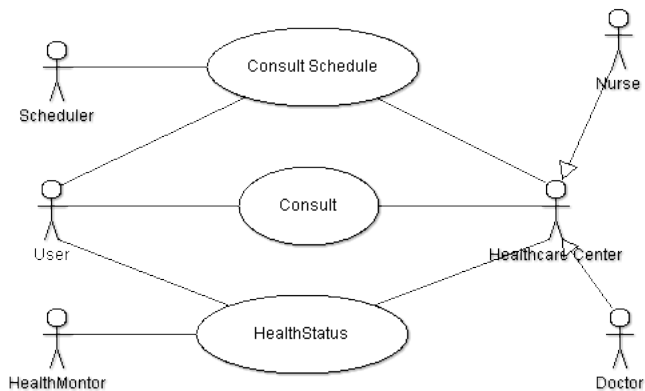 Consult Schedule
Nurse
Scheduler
Consult
User
Healthcare Center
HealthStatus
HealthMontor
Doctor